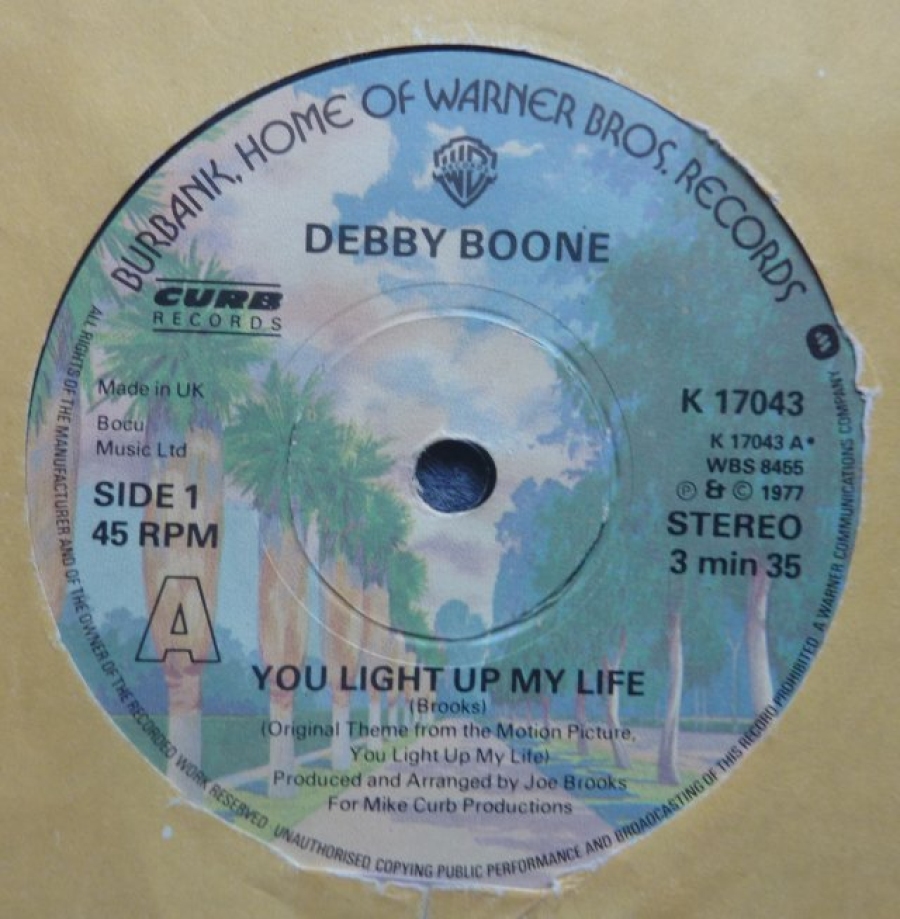 BURBANK, HOME OF WARNER BROS. RECORDS
WB
RECORDS
DEBBY BOONE
CURB
RECORDS
Made in UK
Bocu
Music Ltd
SIDE 1
45 RPM
A
K 17043
K 17043 A*
WBS 8455
℗ & © 1977
STEREO
3 min 35
YOU LIGHT UP MY LIFE
(Brooks)
(Original Theme from the Motion Picture,
You Light Up My Life)
Produced and Arranged by Joe Brooks
For Mike Curb Productions
ALL RIGHTS OF THE MANUFACTURER AND OF THE OWNER OF THE RECORDED WORK RESERVED UNAUTHORISED COPYING PUBLIC PERFORMANCE AND BROADCASTING OF THIS RECORD PROHIBITED A WARNER COMMUNICATIONS COMPANY